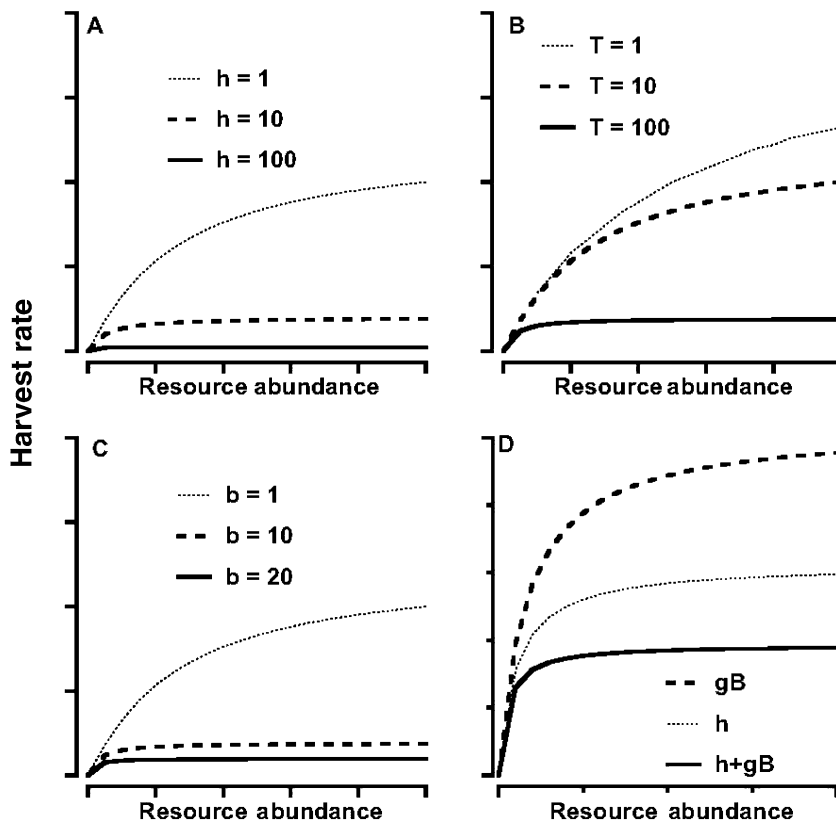 A
h = 1
h = 10
h = 100
Resource abundance
B
T = 1
T = 10
T = 100
Resource abundance
Harvest rate
C
b = 1
b = 10
b = 20
Resource abundance
D
gB
h
h+gB
Resource abundance